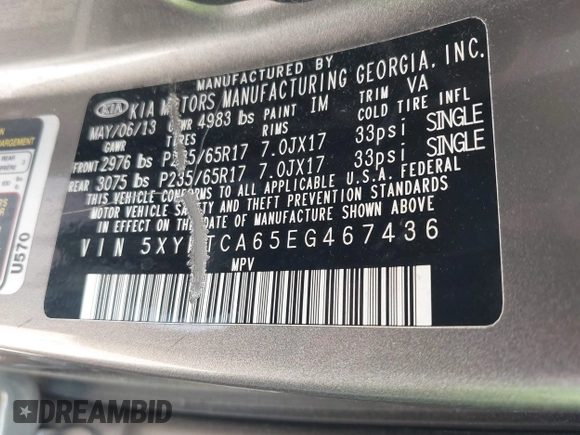 MANUFACTURED BY
KIA MOTORS MANUFACTURING GEORGIA, INC.
MAY/06/13 GVWR 4983 lbs PAINT IM TRIM VA
GAWR TIRES RIMS COLD TIRE INFL
FRONT 2976 lbs P235/65R17 7.0JX17 33psi SINGLE
REAR 3075 lbs P235/65R17 7.0JX17 33psi SINGLE
THIS VEHICLE CONFORMS TO ALL APPLICABLE U.S.A. FEDERAL
MOTOR VEHICLE SAFETY AND THEFT PREVENTION STANDARDS
IN EFFECT ON THE DATE OF MANUFACTURE SHOWN ABOVE.
VIN TCA65EG467436
MPV
U570
DREAMBID